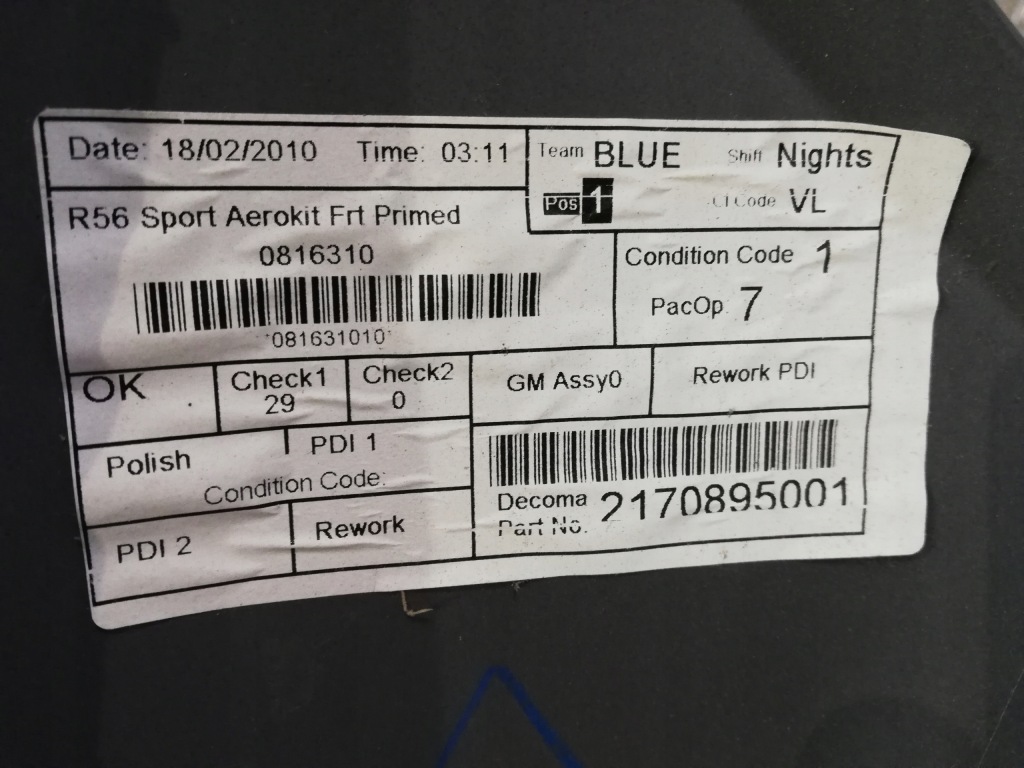 Date: 18/02/2010 Time: 03:11
Team BLUE Shift Nights
Pos 1 Code VL
R56 Sport Aerokit Frt Primed
0816310
081631010
Condition Code 1
PacOp 7
OK
Check1
29
Check2
0
GM Assy0
Rework PDI
Polish
PDI 1
Condition Code:
PDI 2
Rework
Decoma
Part No. 2170895001